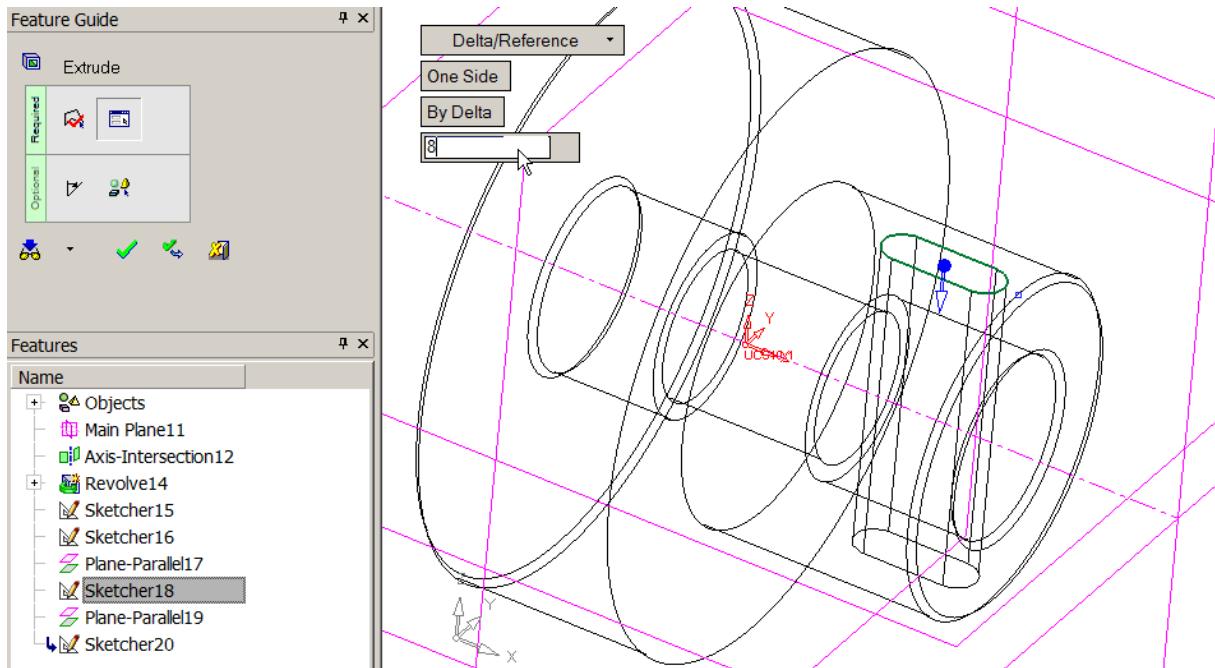 Feature Guide
Extrude
Required
Optional
Features
Name
Objects
Main Plane11
Axis-Intersection12
Revolve14
Sketcher15
Sketcher16
Plane-Parallel17
Sketcher18
Plane-Parallel19
Sketcher20
Delta/Reference
One Side
By Delta
8
Z
Y
Y
X